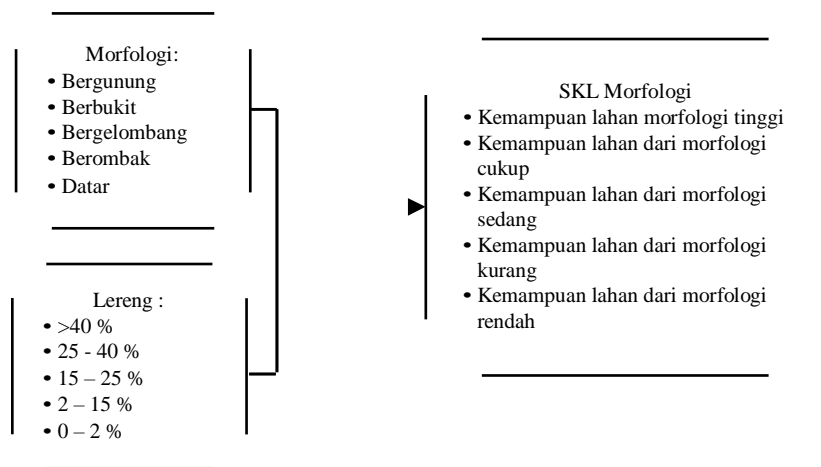 Morfologi:
• Bergunung
• Berbukit
• Bergelombang
• Berombak
• Datar
Lereng :
• >40 %
• 25 - 40 %
• 15 – 25 %
• 2 – 15 %
• 0 – 2 %
SKL Morfologi
• Kemampuan lahan morfologi tinggi
• Kemampuan lahan dari morfologi
cukup
• Kemampuan lahan dari morfologi
sedang
• Kemampuan lahan dari morfologi
kurang
• Kemampuan lahan dari morfologi
rendah